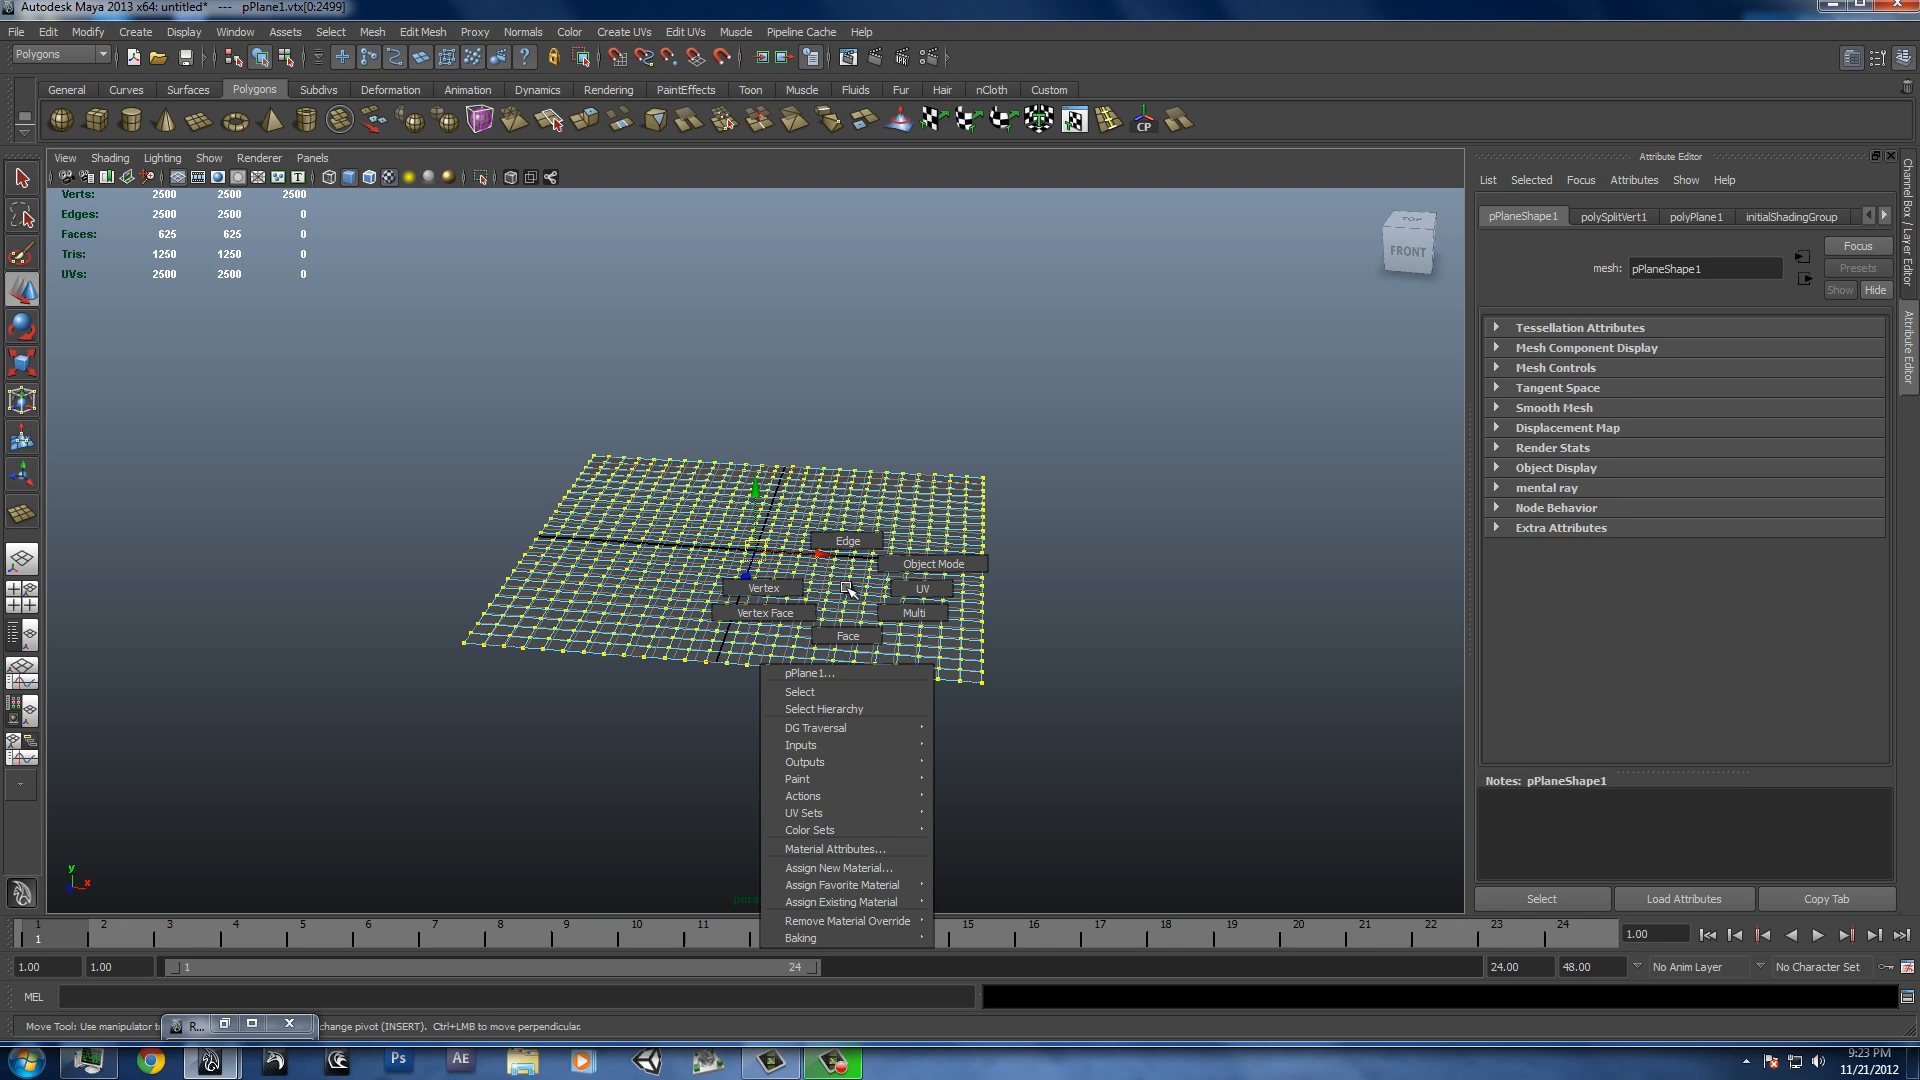 Autodesk Maya 2013 x64: untitled*   ---   pPlane1.vtx[0:2499]
File Edit Modify Create Display Window Assets Select Mesh Edit Mesh Proxy Normals Color Create UVs Edit UVs Muscle Pipeline Cache Help
Polygons
General Curves Surfaces Polygons Subdivs Deformation Animation Dynamics Rendering PaintEffects Toon Muscle Fluids Fur Hair nCloth Custom
CP
View Shading Lighting Show Renderer Panels
Verts: 2500 2500 2500
Edges: 2500 2500 0
Faces: 625 625 0
Tris: 1250 1250 0
UVs: 2500 2500 0
TOP
FRONT
Edge
Object Mode
Vertex
UV
Vertex Face
Multi
Face
pPlane1...
Select
Select Hierarchy
DG Traversal
Inputs
Outputs
Paint
Actions
UV Sets
Color Sets
Material Attributes...
Assign New Material...
Assign Favorite Material
Assign Existing Material
Remove Material Override
Baking
y
x
pers
Attribute Editor
List Selected Focus Attributes Show Help
pPlaneShape1 polySplitVert1 polyPlane1 initialShadingGroup
Focus
mesh: pPlaneShape1
Presets
Show Hide
Tessellation Attributes
Mesh Component Display
Mesh Controls
Tangent Space
Smooth Mesh
Displacement Map
Render Stats
Object Display
mental ray
Node Behavior
Extra Attributes
Notes: pPlaneShape1
Select Load Attributes Copy Tab
Channel Box / Layer Editor
Attribute Editor
1 2 3 4 5 6 7 8 9 10 11 15 16 17 18 19 20 21 22 23 24
1
1.00
1.00 1.00 1 24 24.00 48.00 No Anim Layer No Character Set
MEL
Move Tool: Use manipulator t
R...
change pivot (INSERT).  Ctrl+LMB to move perpendicular.
Ps
AE
9:23 PM
11/21/2012